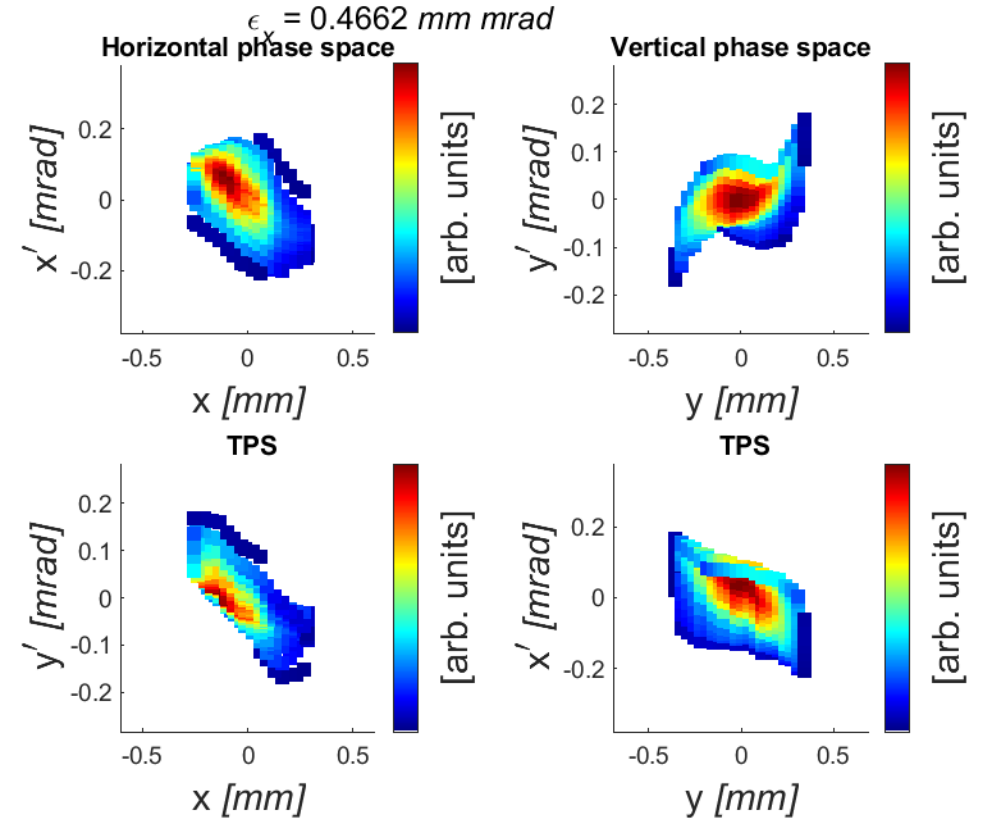 ϵx = 0.4662 mm mrad
Horizontal phase space
Vertical phase space
0.2
0
-0.2
x′ [mrad]
-0.5
0
0.5
x [mm]
[arb. units]
0.2
0.1
0
-0.1
-0.2
y′ [mrad]
-0.5
0
0.5
y [mm]
[arb. units]
TPS
TPS
0.2
0.1
0
-0.1
-0.2
y′ [mrad]
-0.5
0
0.5
x [mm]
[arb. units]
0.2
0
-0.2
x′ [mrad]
-0.5
0
0.5
y [mm]
[arb. units]